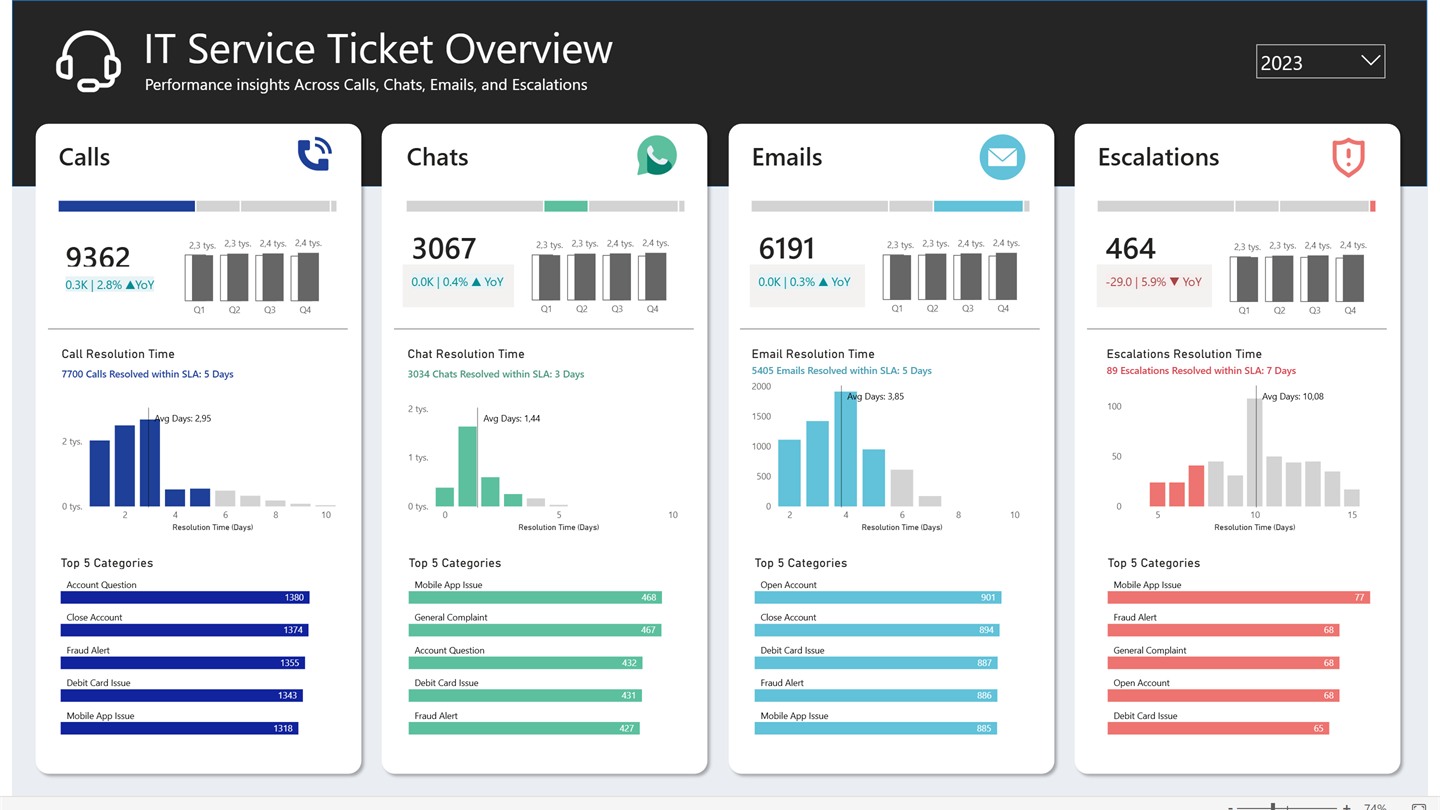 IT Service Ticket Overview
Performance insights Across Calls, Chats, Emails, and Escalations
2023
Calls
9362
0.3K | 2.8% ▲YoY
2,3 tys. 2,3 tys. 2,4 tys. 2,4 tys.
Q1 Q2 Q3 Q4
Call Resolution Time
7700 Calls Resolved within SLA: 5 Days
Avg Days: 2,95
2 tys.
0 tys.
2 4 6 8 10
Resolution Time (Days)
Top 5 Categories
Account Question
1380
Close Account
1374
Fraud Alert
1355
Debit Card Issue
1343
Mobile App Issue
1318
Chats
3067
0.0K | 0.4% ▲ YoY
2,3 tys. 2,3 tys. 2,4 tys. 2,4 tys.
Q1 Q2 Q3 Q4
Chat Resolution Time
3034 Chats Resolved within SLA: 3 Days
2 tys.
Avg Days: 1,44
1 tys.
0 tys.
0 5 10
Resolution Time (Days)
Top 5 Categories
Mobile App Issue
468
General Complaint
467
Account Question
432
Debit Card Issue
431
Fraud Alert
427
Emails
6191
0.0K | 0.3% ▲ YoY
2,3 tys. 2,3 tys. 2,4 tys. 2,4 tys.
Q1 Q2 Q3 Q4
Email Resolution Time
5405 Emails Resolved within SLA: 5 Days
2000
Avg Days: 3,85
1500
1000
500
0
2 4 6 8 10
Resolution Time (Days)
Top 5 Categories
Open Account
901
Close Account
894
Debit Card Issue
887
Fraud Alert
886
Mobile App Issue
885
Escalations
464
-29.0 | 5.9% ▼ YoY
2,3 tys. 2,3 tys. 2,4 tys. 2,4 tys.
Q1 Q2 Q3 Q4
Escalations Resolution Time
89 Escalations Resolved within SLA: 7 Days
Avg Days: 10,08
100
50
0
5 10 15
Resolution Time (Days)
Top 5 Categories
Mobile App Issue
77
Fraud Alert
68
General Complaint
68
Open Account
68
Debit Card Issue
65
- + 74%